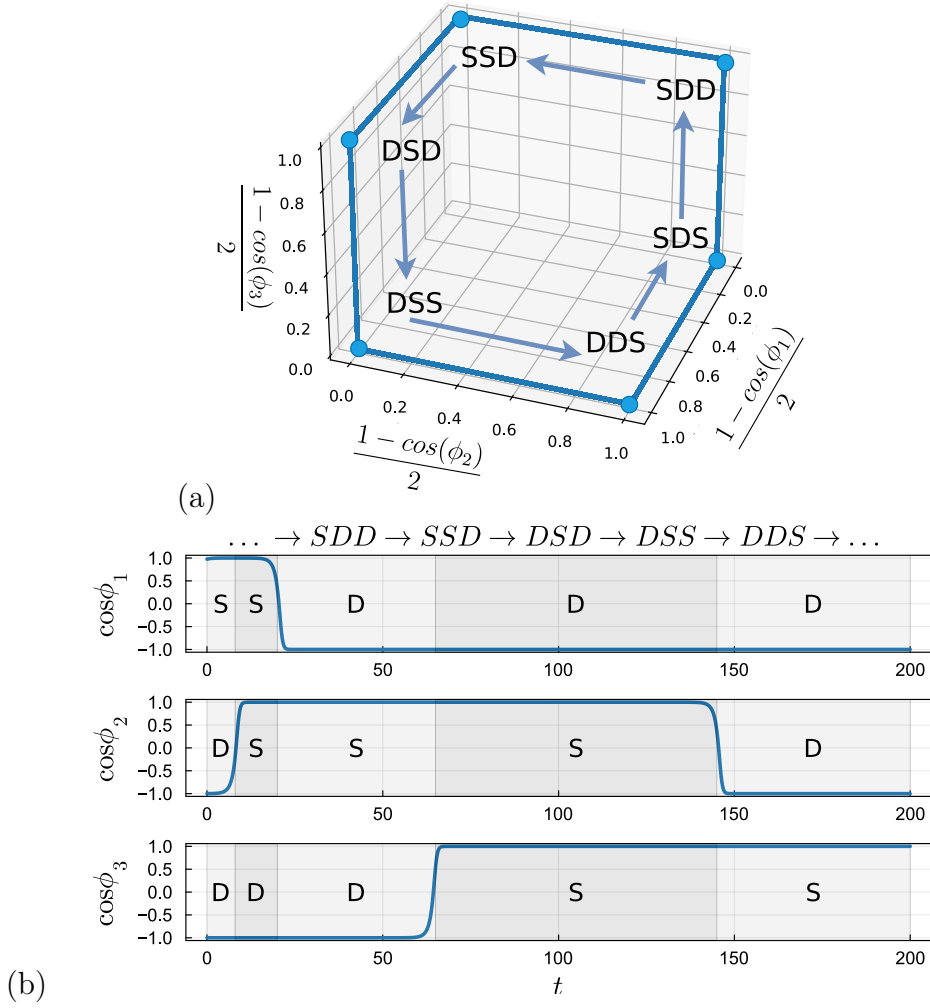 SSD
SDD
DSD
SDS
DSS
DDS
1.0
0.8
0.6
0.4
0.2
0.0
1 − cos(ϕ3)
2
0.0
0.2
0.4
0.6
0.8
1.0
1 − cos(ϕ2)
2
0.0
0.2
0.4
0.6
0.8
1.0
1 − cos(ϕ1)
2
(a)
... → SDD → SSD → DSD → DSS → DDS → ...
cosϕ1
1.0
0.5
0.0
−0.5
−1.0
S S D D D
0 50 100 150 200
cosϕ2
1.0
0.5
0.0
−0.5
−1.0
D S S S D
0 50 100 150 200
cosϕ3
1.0
0.5
0.0
−0.5
−1.0
D D D S S
0 50 100 150 200
t
(b)